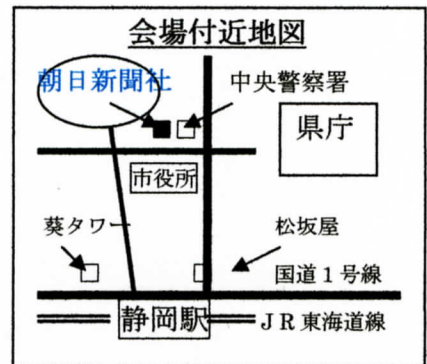 会場付近地図
朝日新聞社
中央警察署
県庁
市役所
葵タワー
松坂屋
国道1号線
静岡駅
JR東海道線